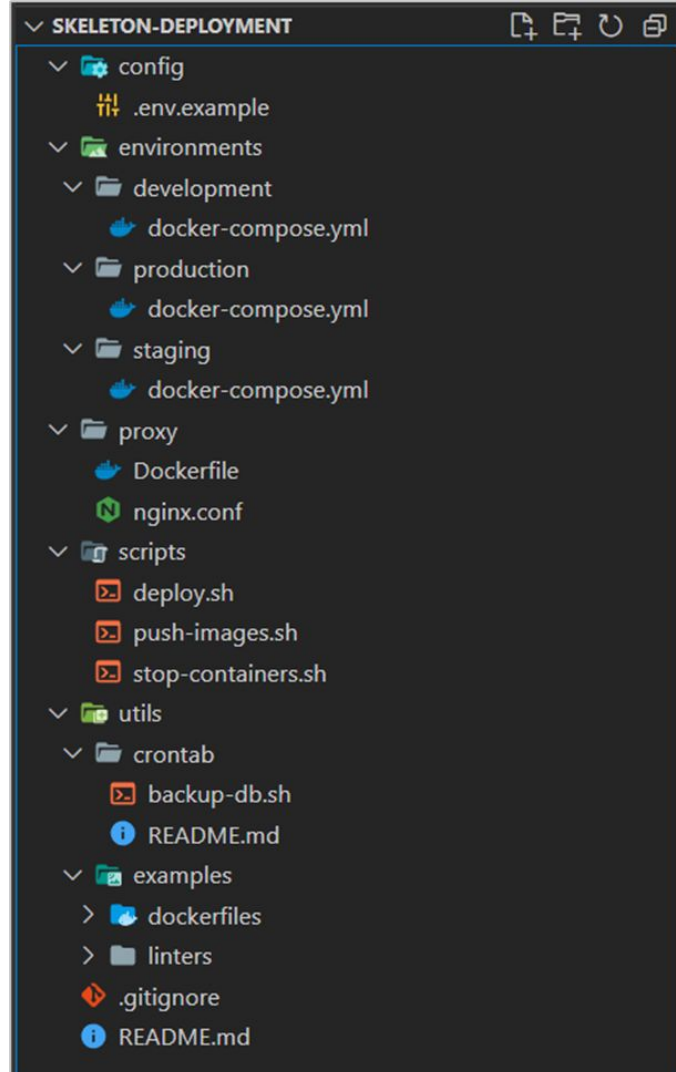 SKELETON-DEPLOYMENT
config
.env.example
environments
development
docker-compose.yml
production
docker-compose.yml
staging
docker-compose.yml
proxy
Dockerfile
nginx.conf
scripts
deploy.sh
push-images.sh
stop-containers.sh
utils
crontab
backup-db.sh
README.md
examples
dockerfiles
linters
.gitignore
README.md